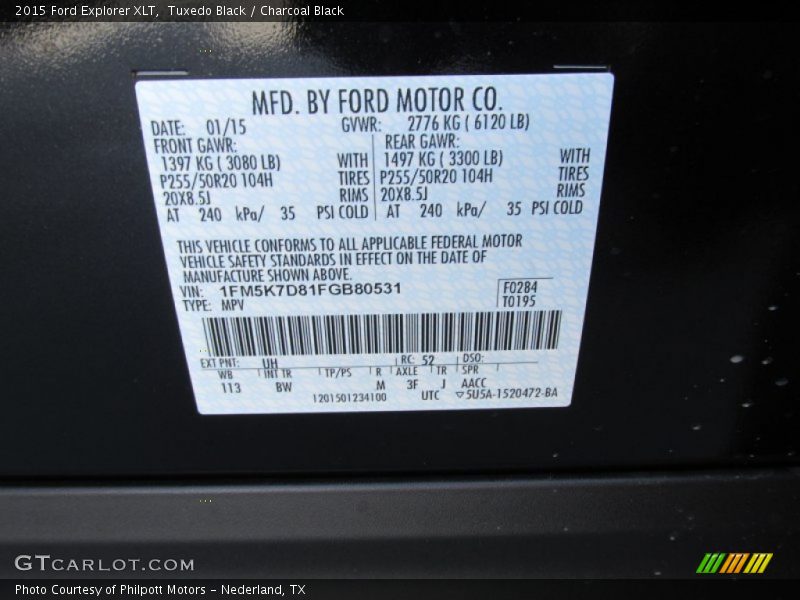 2015 Ford Explorer XLT, Tuxedo Black / Charcoal Black
MFD. BY FORD MOTOR CO.
DATE: 01/15 GVWR: 2776 KG ( 6120 LB)
FRONT GAWR: REAR GAWR:
1397 KG ( 3080 LB) WITH 1497 KG ( 3300 LB) WITH
P255/50R20 104H TIRES P255/50R20 104H TIRES
20X8.5J RIMS 20X8.5J RIMS
AT 240 kPa/ 35 PSI COLD AT 240 kPa/ 35 PSI COLD
THIS VEHICLE CONFORMS TO ALL APPLICABLE FEDERAL MOTOR
VEHICLE SAFETY STANDARDS IN EFFECT ON THE DATE OF
MANUFACTURE SHOWN ABOVE.
VIN: 1FM5K7D81FGB80531 F0284
TYPE: MPV T0195
EXT PNT: UH RC: 52 DSO:
WB INT TR TP/PS R AXLE TR SPR
113 BW M 3F J AACC
1201501234100 UTC ▽5U5A-1520472-BA
GTCARLOT.COM
Photo Courtesy of Philpott Motors - Nederland, TX